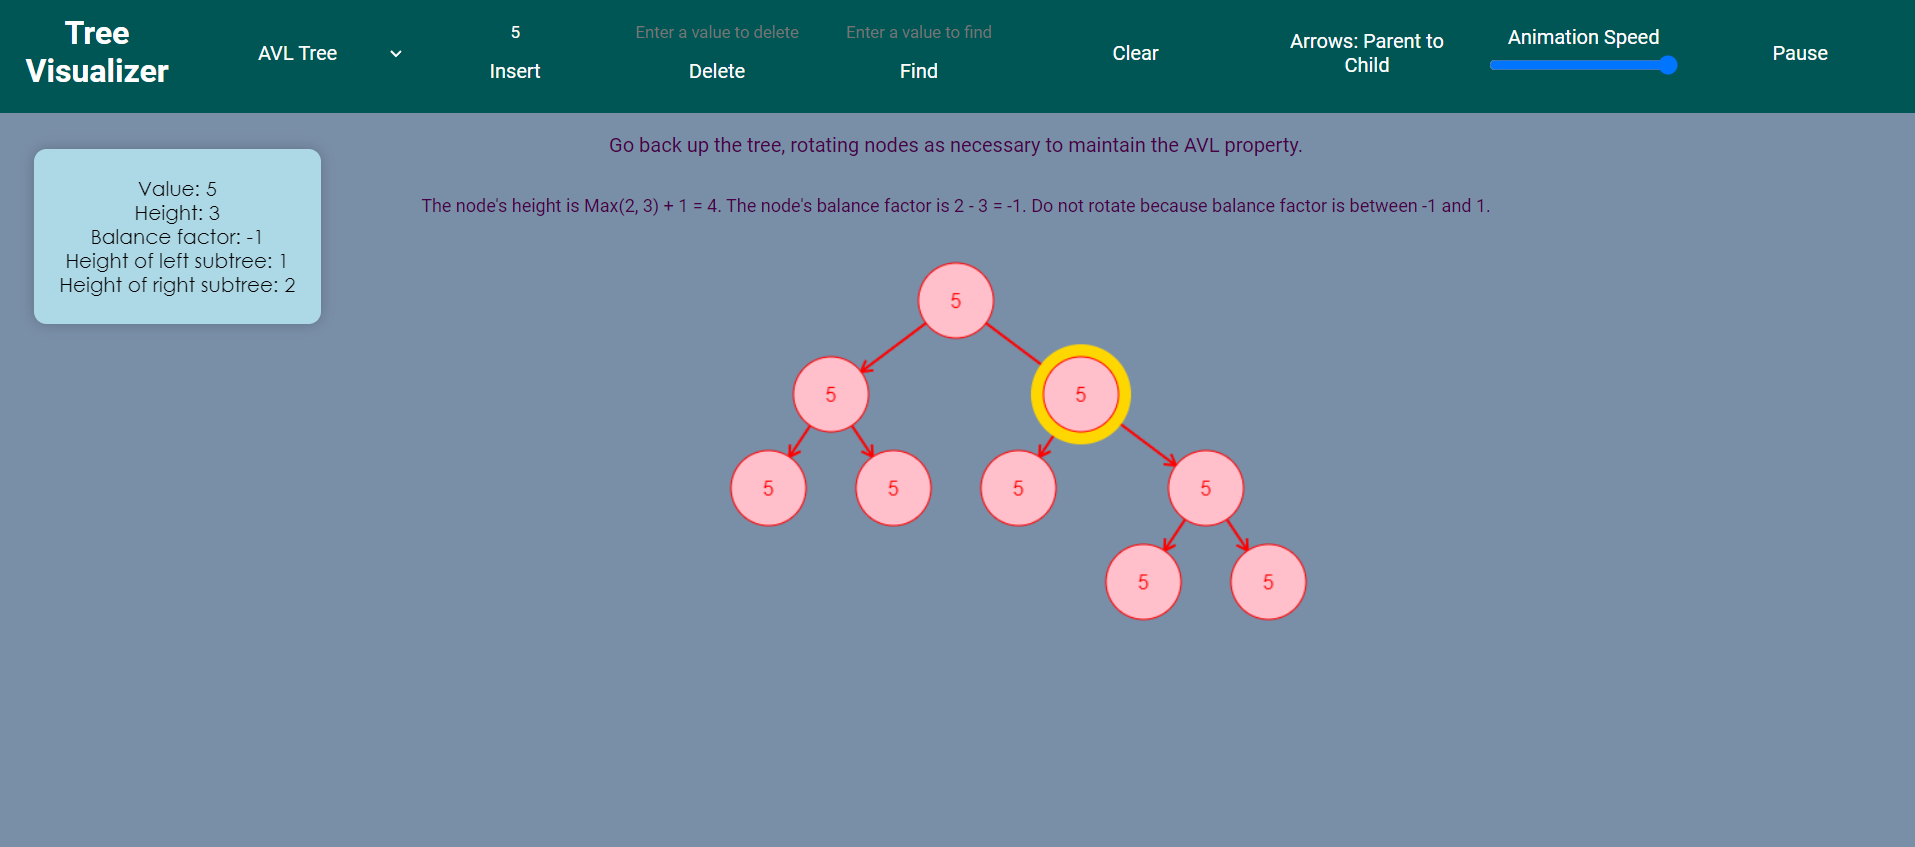 Tree
Visualizer
AVL Tree
5
Insert
Enter a value to delete
Delete
Enter a value to find
Find
Clear
Arrows: Parent to
Child
Animation Speed
Pause
Go back up the tree, rotating nodes as necessary to maintain the AVL property.
The node's height is Max(2, 3) + 1 = 4. The node's balance factor is 2 - 3 = -1. Do not rotate because balance factor is between -1 and 1.
Value: 5
Height: 3
Balance factor: -1
Height of left subtree: 1
Height of right subtree: 2
5
5
5
5
5
5
5
5
5